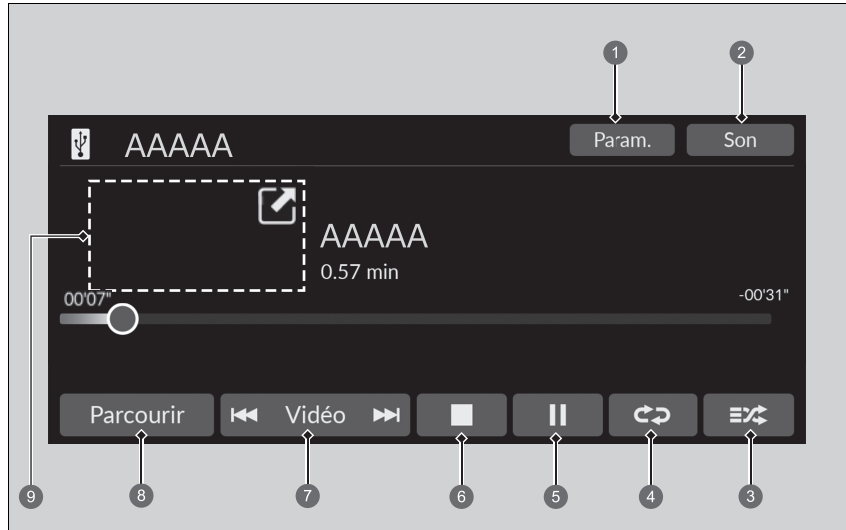 1 2
AAAAA Param. Son
AAAAA
0.57 min
00'07" -00'31"
Parcourir Vidéo
9 8 7 6 5 4 3